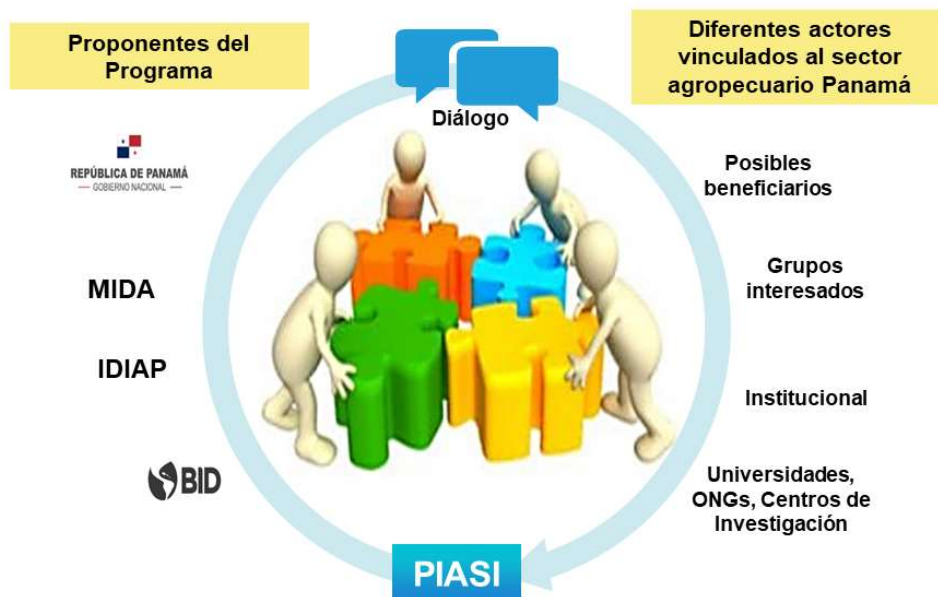 Proponentes del
Programa
Diferentes actores
vinculados al sector
agropecuario Panamá
Diálogo
REPÚBLICA DE PANAMÁ
— GOBIERNO NACIONAL —
MIDA
IDIAP
BID
Posibles
beneficiarios
Grupos
interesados
Institucional
Universidades,
ONGs, Centros de
Investigación
PIASI